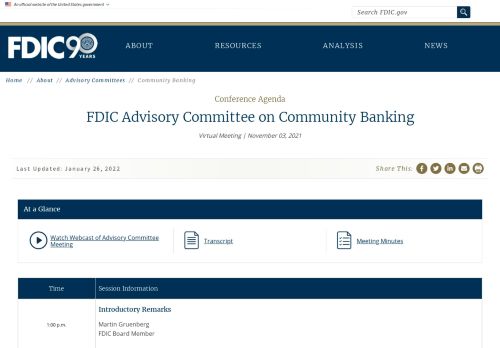 An official website of the United States government
Search FDIC.gov
FDIC 90 YEARS
ABOUT RESOURCES ANALYSIS NEWS
Home // About // Advisory Committees // Community Banking
Conference Agenda
FDIC Advisory Committee on Community Banking
Virtual Meeting | November 03, 2021
Last Updated: January 26, 2022 Share This:
At a Glance
Watch Webcast of Advisory Committee Transcript Meeting Minutes
Meeting
Time Session Information
Introductory Remarks
1:00 p.m. Martin Gruenberg
FDIC Board Member